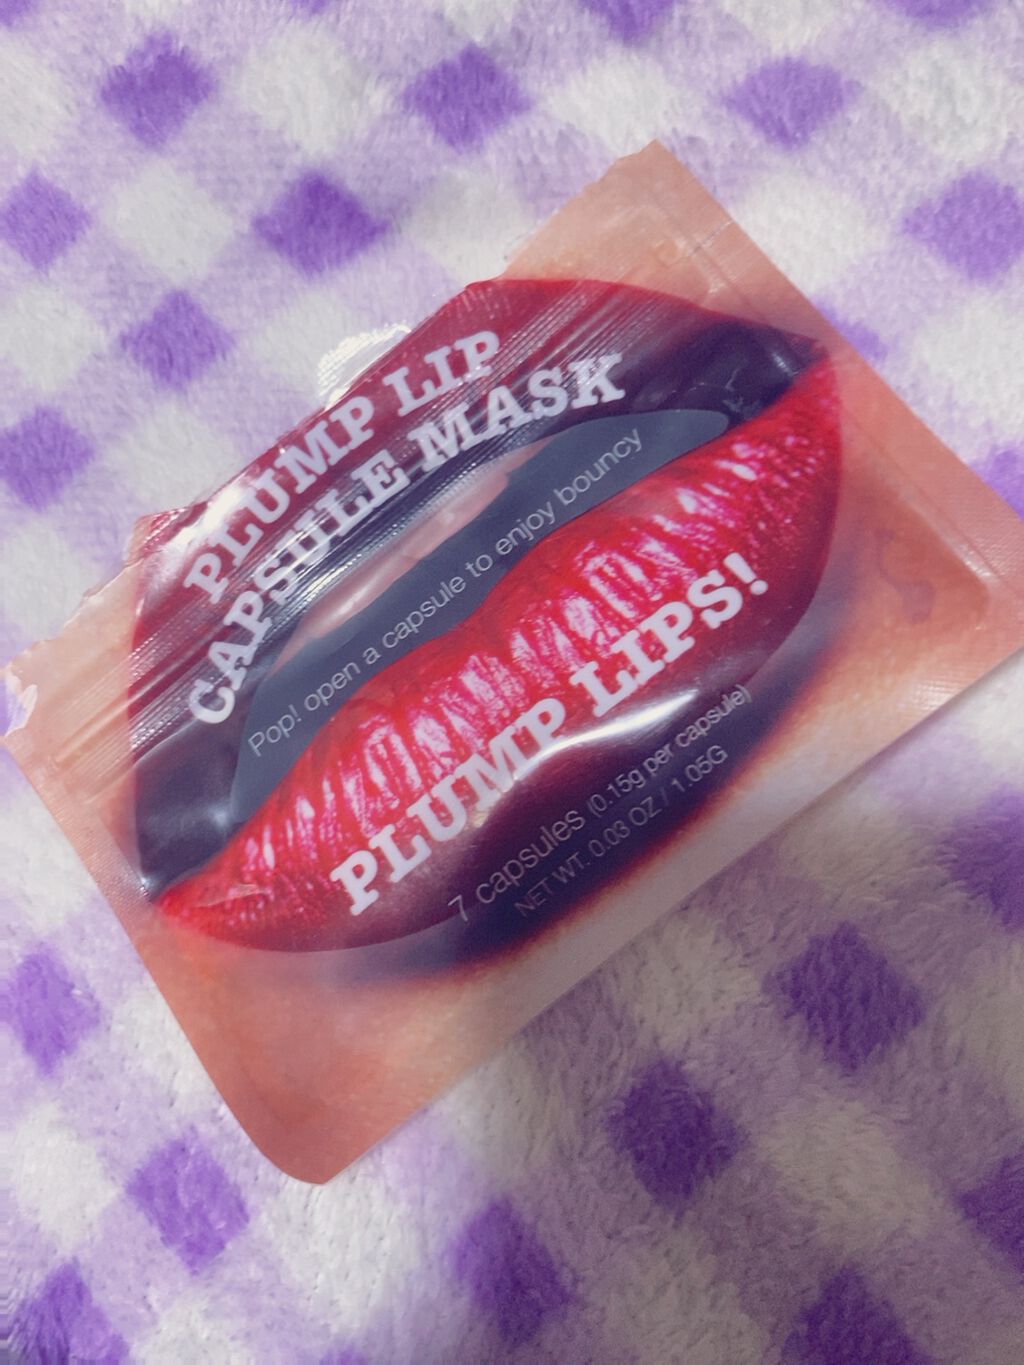 PLUMP LIP
CAPSULE MASK
Pop! open a capsule to enjoy bouncy
PLUMP LIPS!
7 capsules (0.15g per capsule)
NET WT. 0.03 OZ / 1.05G